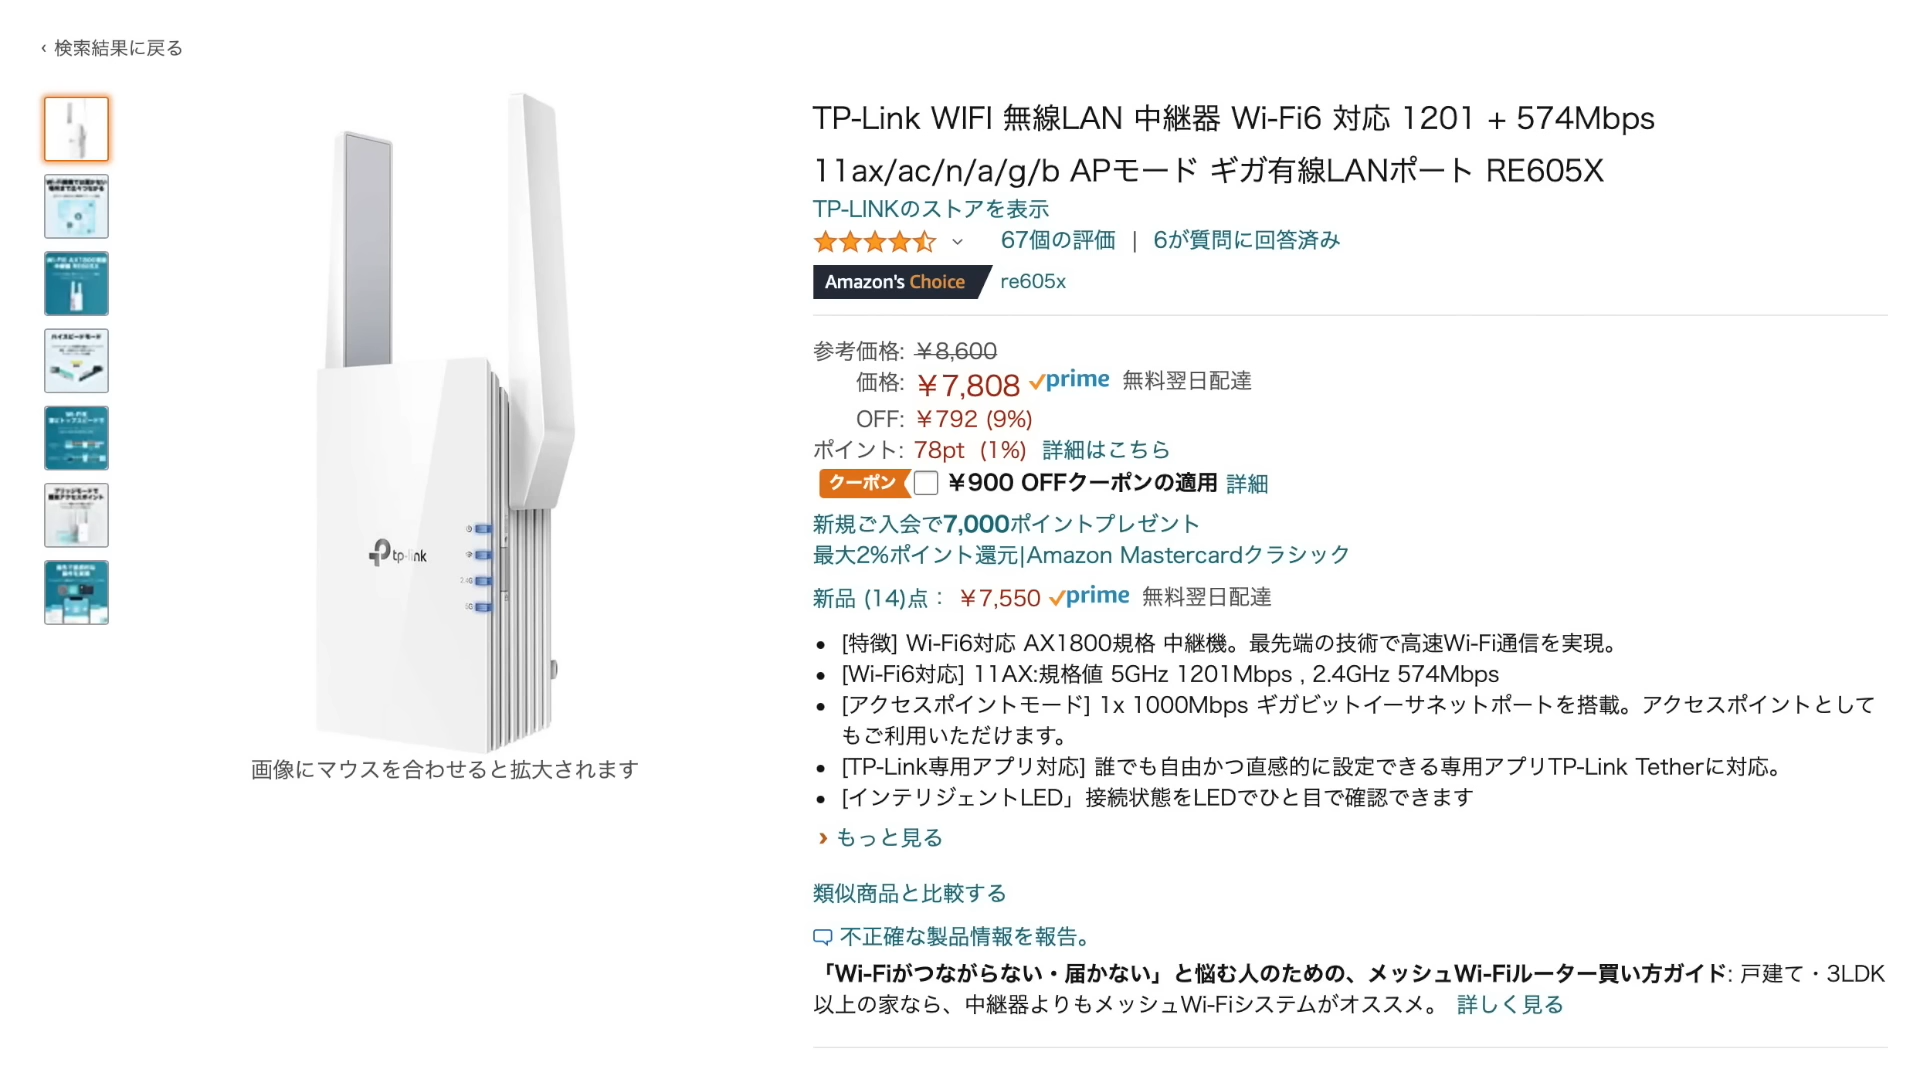 ‹ 検索結果に戻る
TP-Link WIFI 無線LAN 中継器 Wi-Fi6 対応 1201 + 574Mbps
11ax/ac/n/a/g/b APモード ギガ有線LANポート RE605X
TP-LINKのストアを表示
67個の評価 | 6が質問に回答済み
Amazon's Choice re605x
参考価格: ￥8,600
価格: ￥7,808 prime 無料翌日配達
OFF: ￥792 (9%)
ポイント: 78pt (1%) 詳細はこちら
クーポン ￥900 OFFクーポンの適用 詳細
新規ご入会で7,000ポイントプレゼント
最大2%ポイント還元|Amazon Mastercardクラシック
新品 (14)点： ￥7,550 prime 無料翌日配達
• [特徴] Wi-Fi6対応 AX1800規格 中継機。最先端の技術で高速Wi-Fi通信を実現。
• [Wi-Fi6対応] 11AX:規格値 5GHz 1201Mbps , 2.4GHz 574Mbps
• [アクセスポイントモード] 1x 1000Mbps ギガビットイーサネットポートを搭載。アクセスポイントとして
もご利用いただけます。
• [TP-Link専用アプリ対応] 誰でも自由かつ直感的に設定できる専用アプリTP-Link Tetherに対応。
• [インテリジェントLED」接続状態をLEDでひと目で確認できます
› もっと見る
類似商品と比較する
不正確な製品情報を報告。
「Wi-Fiがつながらない・届かない」と悩む人のための、メッシュWi-Fiルーター買い方ガイド: 戸建て・3LDK
以上の家なら、中継器よりもメッシュWi-Fiシステムがオススメ。 詳しく見る
tp-link
2.4G
5G
画像にマウスを合わせると拡大されます
ハイスピードモード